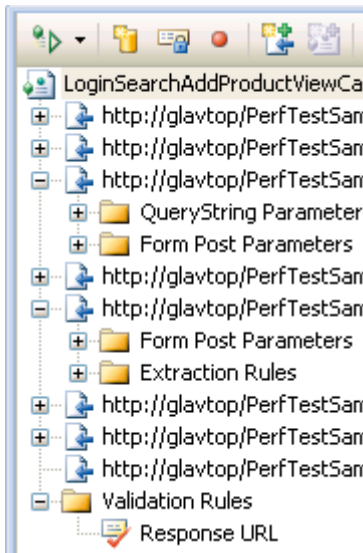 LoginSearchAddProductViewCa
http://glavtop/PerfTestSam
http://glavtop/PerfTestSam
http://glavtop/PerfTestSam
QueryString Parameter
Form Post Parameters
http://glavtop/PerfTestSam
http://glavtop/PerfTestSam
Form Post Parameters
Extraction Rules
http://glavtop/PerfTestSam
http://glavtop/PerfTestSam
http://glavtop/PerfTestSam
Validation Rules
Response URL